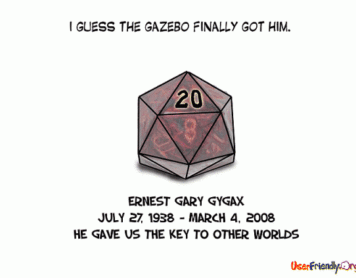 I GUESS THE GAZEBO FINALLY GOT HIM.
20
8
ERNEST GARY GYGAX
JULY 27, 1938 - MARCH 4, 2008
HE GAVE US THE KEY TO OTHER WORLDS
UserFriendly.Org